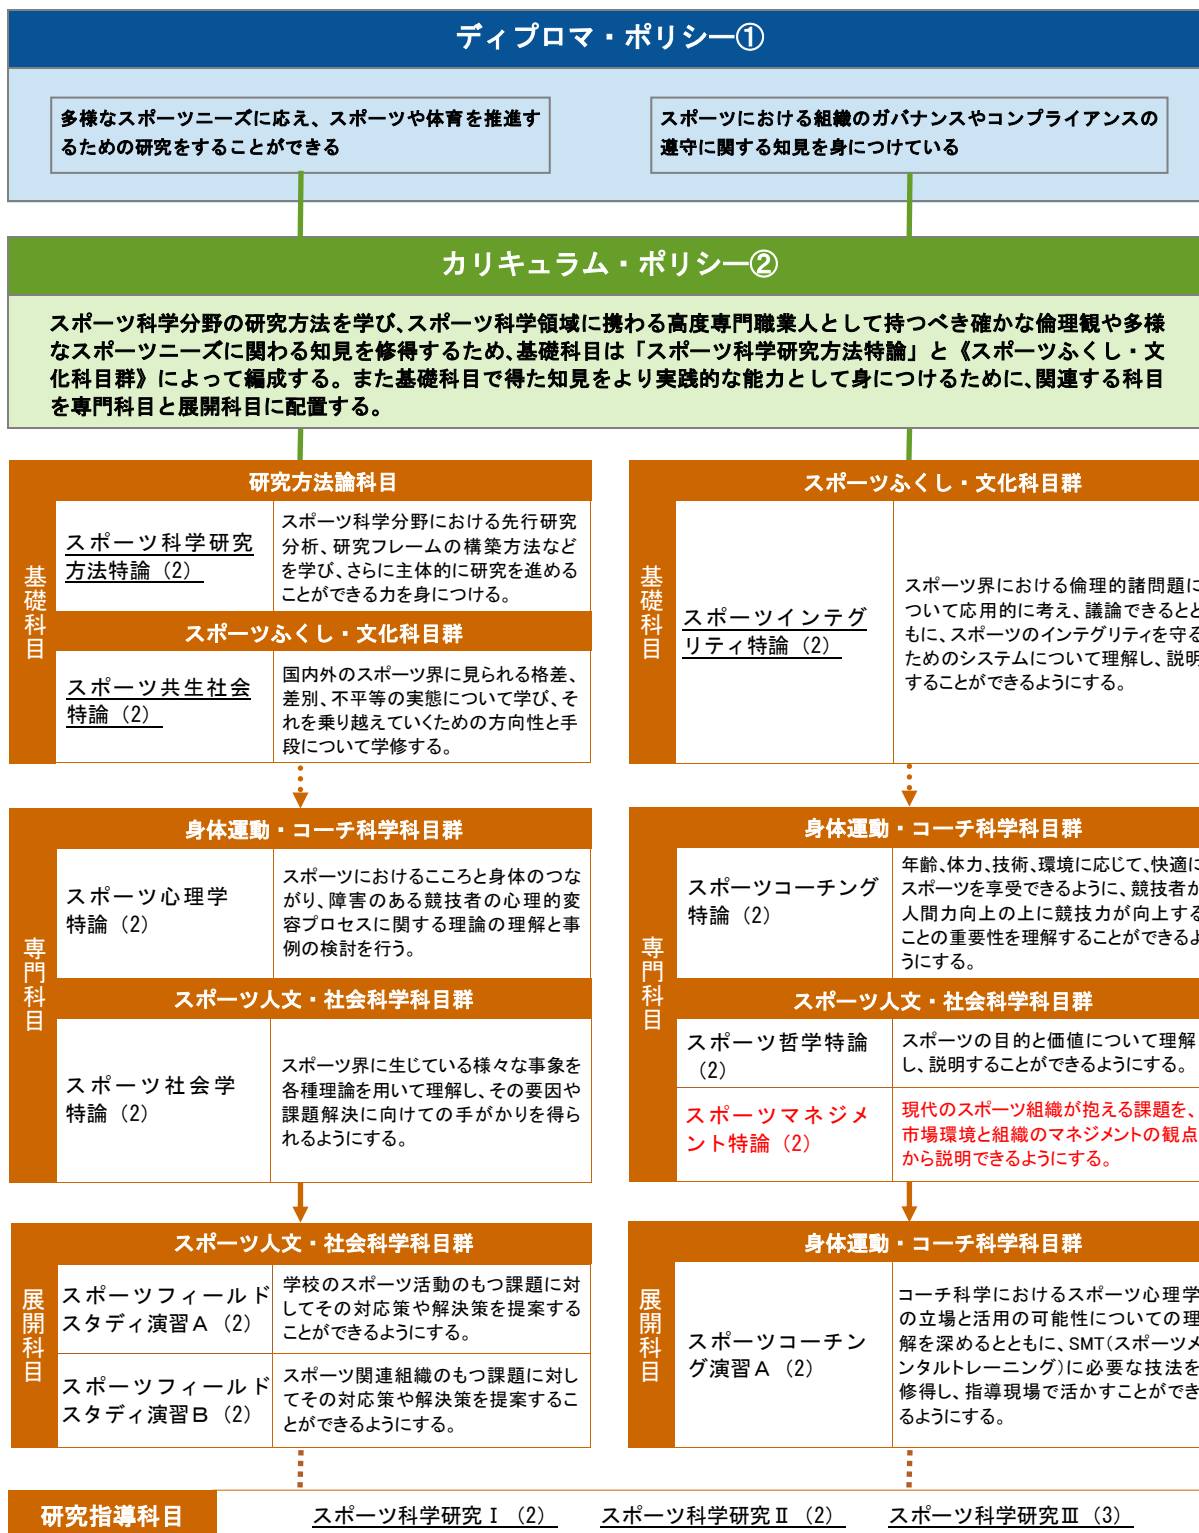 ディプロマ・ポリシー①
多様なスポーツニーズに応え、スポーツや体育を推進す
るための研究をすることができる
スポーツにおける組織のガバナンスやコンプライアンスの
遵守に関する知見を身につけている
カリキュラム・ポリシー②
スポーツ科学分野の研究方法を学び、スポーツ科学領域に携わる高度専門職業人として持つべき確かな倫理観や多様
なスポーツニーズに関わる知見を修得するため、基礎科目は「スポーツ科学研究方法特論」と《スポーツふくし・文
化科目群》によって編成する。また基礎科目で得た知見をより実践的な能力として身につけるために、関連する科目
を専門科目と展開科目に配置する。
基礎科目
研究方法論科目
スポーツ科学研究
方法特論（2）
スポーツ科学分野における先行研究
分析、研究フレームの構築方法など
を学び、さらに主体的に研究を進める
ことができる力を身につける。
スポーツふくし・文化科目群
スポーツ共生社会
特論（2）
国内外のスポーツ界に見られる格差、
差別、不平等の実態について学び、そ
れを乗り越えていくための方向性と手
段について学修する。
基礎科目
スポーツふくし・文化科目群
スポーツインテグ
リティ特論（2）
スポーツ界における倫理的諸問題に
ついて応用的に考え、議論できるとと
もに、スポーツのインテグリティを守る
ためのシステムについて理解し、説明
することができるようにする。
専門科目
身体運動・コーチ科学科目群
スポーツ心理学
特論（2）
スポーツにおけるこころと身体のつな
がり、障害のある競技者の心理的変
容プロセスに関する理論の理解と事
例の検討を行う。
スポーツ人文・社会科学科目群
スポーツ社会学
特論（2）
スポーツ界に生じている様々な事象を
各種理論を用いて理解し、その要因や
課題解決に向けての手がかりを得ら
れるようにする。
専門科目
身体運動・コーチ科学科目群
スポーツコーチング
特論（2）
年齢、体力、技術、環境に応じて、快適に
スポーツを享受できるように、競技者が
人間力向上の上に競技力が向上する
ことの重要性を理解することができるよ
うにする。
スポーツ人文・社会科学科目群
スポーツ哲学特論
（2）
スポーツの目的と価値について理解
し、説明することができるようにする。
スポーツマネジメ
ント特論（2）
現代のスポーツ組織が抱える課題を、
市場環境と組織のマネジメントの観点
から説明できるようにする。
展開科目
スポーツ人文・社会科学科目群
スポーツフィールド
スタディ演習Ａ（2）
学校のスポーツ活動のもつ課題に対
してその対応策や解決策を提案する
ことができるようにする。
スポーツフィールド
スタディ演習Ｂ（2）
スポーツ関連組織のもつ課題に対し
てその対応策や解決策を提案するこ
とができるようにする。
展開科目
身体運動・コーチ科学科目群
スポーツコーチン
グ演習Ａ（2）
コーチ科学におけるスポーツ心理学
の立場と活用の可能性についての理
解を深めるとともに、SMT(スポーツメ
ンタルトレーニング)に必要な技法を
修得し、指導現場で活かすことができ
るようにする。
研究指導科目
スポーツ科学研究Ⅰ（2） スポーツ科学研究Ⅱ（2） スポーツ科学研究Ⅲ（3）